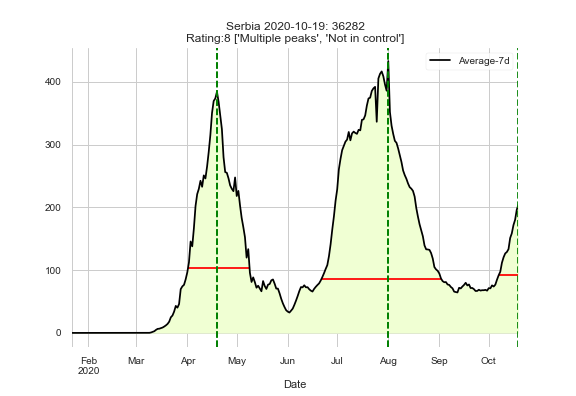 Serbia 2020-10-19: 36282
Rating:8 ['Multiple peaks', 'Not in control']
Average-7d
400
300
200
100
0
Feb
2020
Mar
Apr
May
Jun
Jul
Aug
Sep
Oct
Date